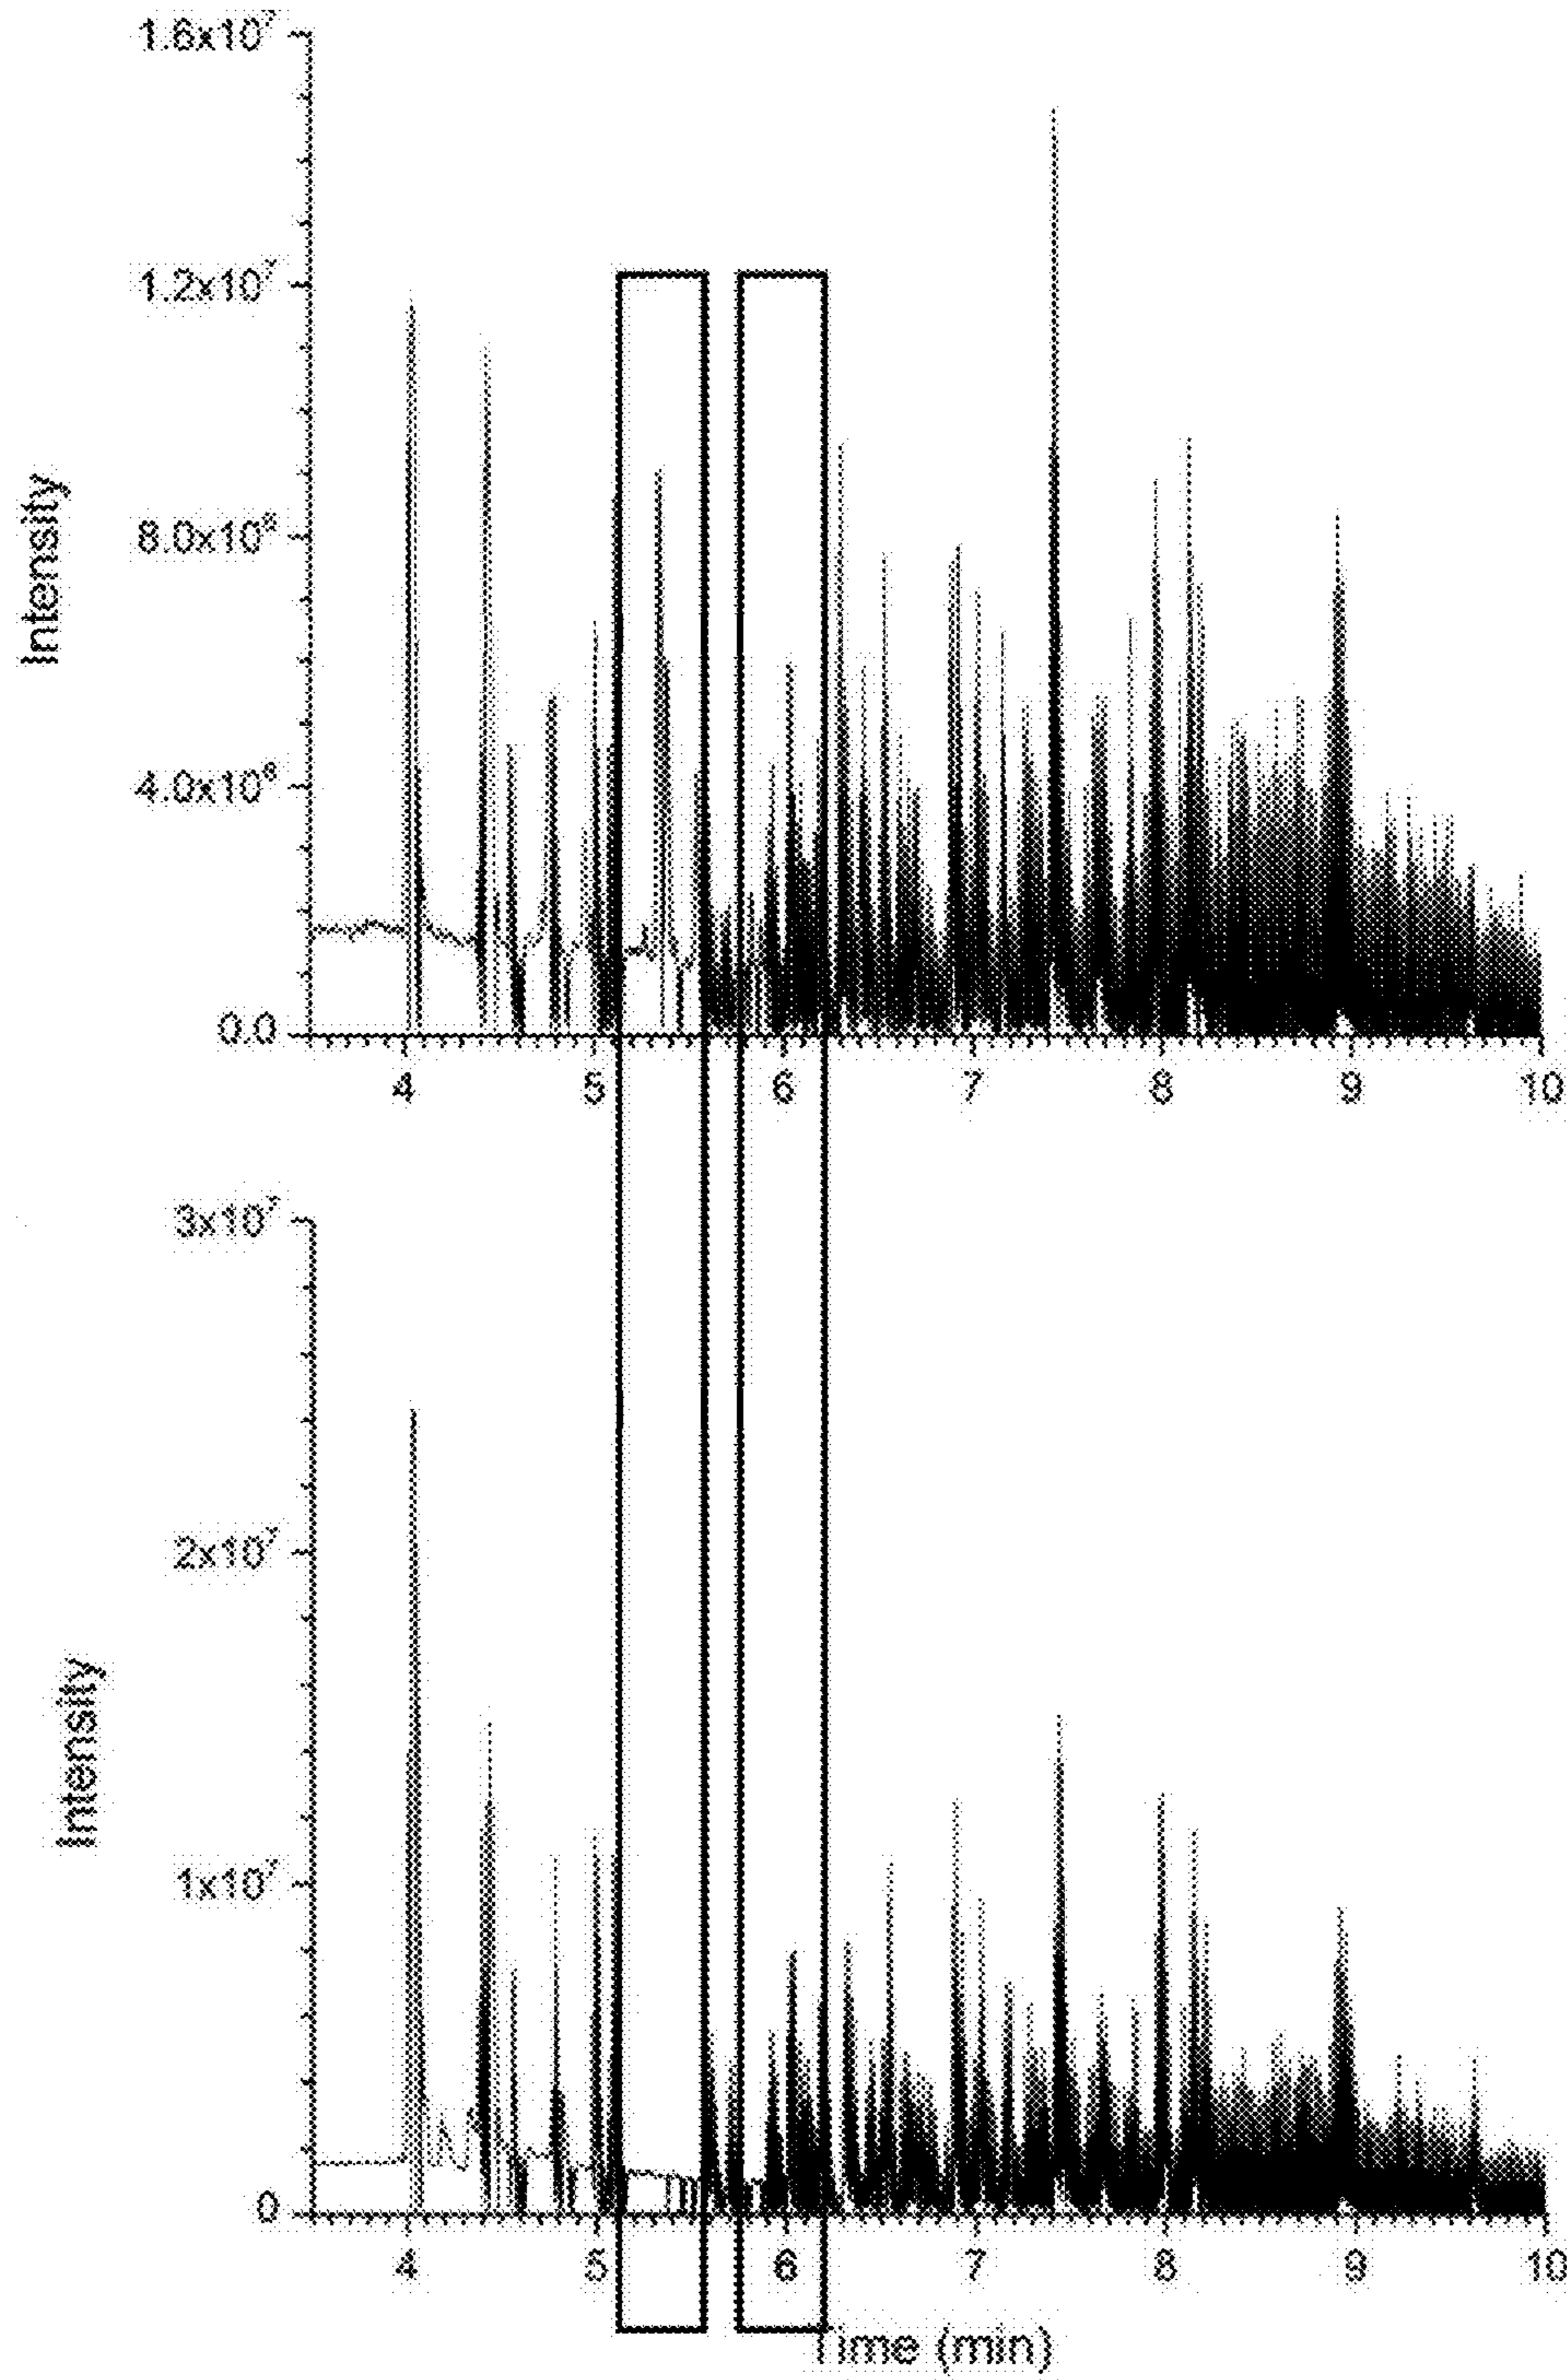 1.6x10⁷
1.2x10⁷
8.0x10⁶
4.0x10⁶
0.0
Intensity
4 5 6 7 8 9 10
3x10⁷
2x10⁷
1x10⁷
0
Intensity
4 5 6 7 8 9 10
Time (min)